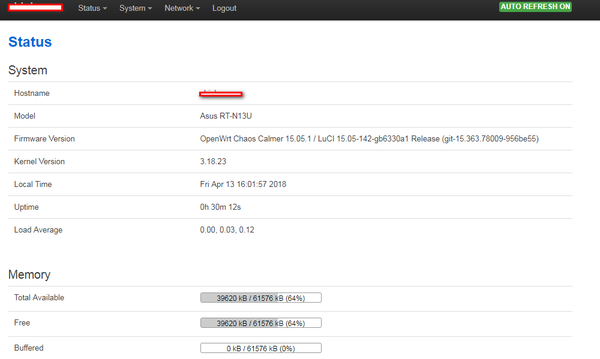 Status System Network Logout AUTO REFRESH ON
Status
System
Hostname
Model Asus RT-N13U
Firmware Version OpenWrt Chaos Calmer 15.05.1 / LuCI 15.05-142-gb6330a1 Release (git-15.363.78009-956be55)
Kernel Version 3.18.23
Local Time Fri Apr 13 16:01:57 2018
Uptime 0h 30m 12s
Load Average 0.00, 0.03, 0.12
Memory
Total Available 39620 kB / 61576 kB (64%)
Free 39620 kB / 61576 kB (64%)
Buffered 0 kB / 61576 kB (0%)